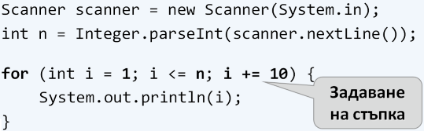 Scanner scanner = new Scanner(System.in);
int n = Integer.parseInt(scanner.nextLine());
for (int i = 1; i <= n; i += 10) {
System.out.println(i);
}
Задаване
на стъпка